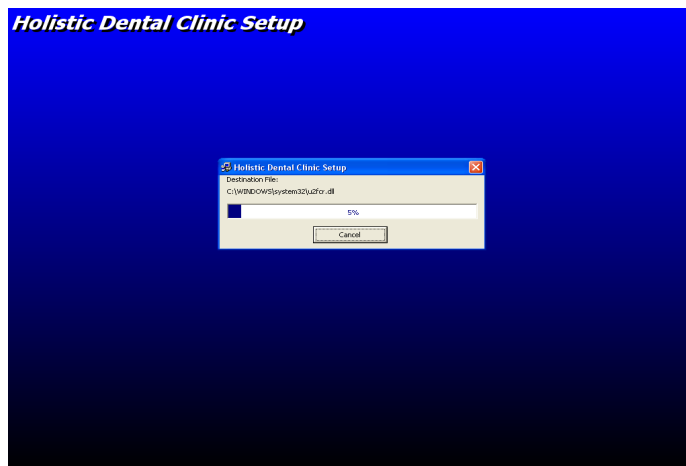 Holistic Dental Clinic Setup
Holistic Dental Clinic Setup
Destination File:
C:\WINDOWS\system32\u2fcr.dll
5%
Cancel